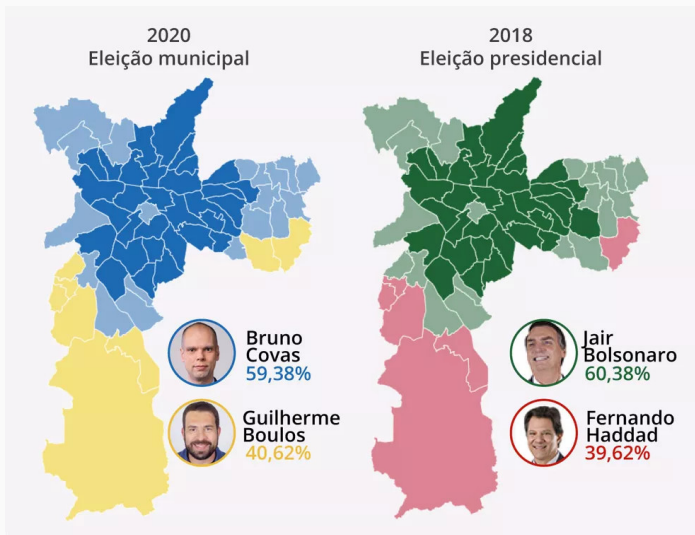 2020
Eleição municipal
2018
Eleição presidencial
Bruno
Covas
59,38%
Guilherme
Boulos
40,62%
Jair
Bolsonaro
60,38%
Fernando
Haddad
39,62%